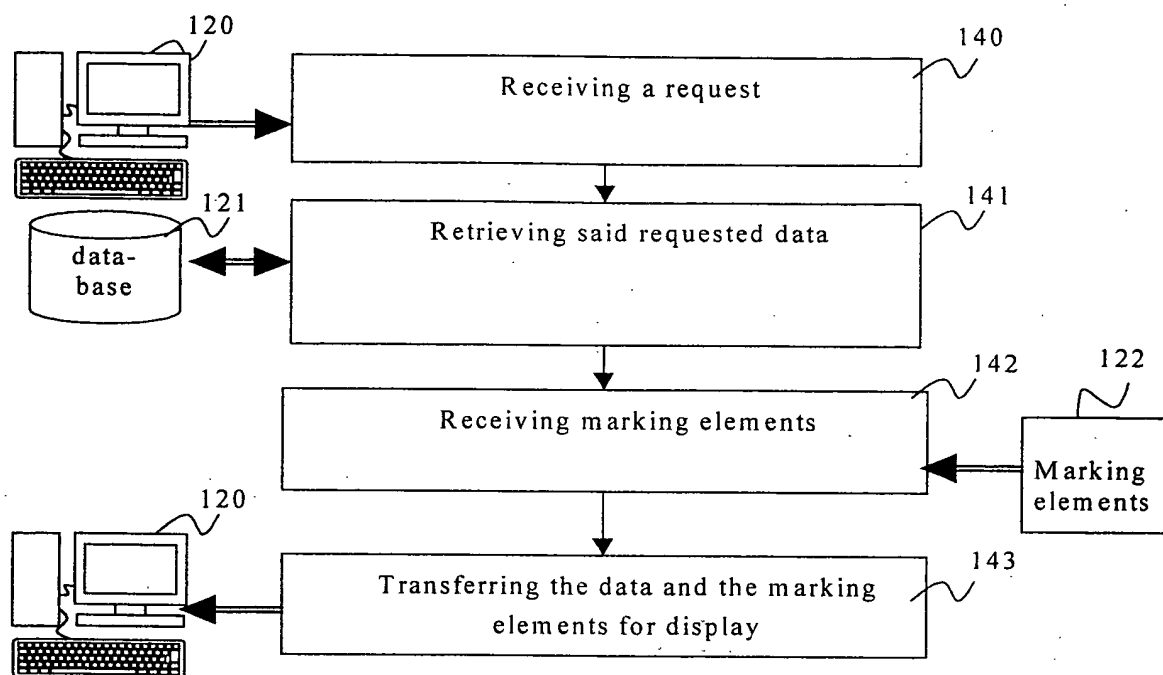 120
140
Receiving a request
121
141
data-
base
Retrieving said requested data
142
122
Receiving marking elements
Marking
elements
120
143
Transferring the data and the marking
elements for display